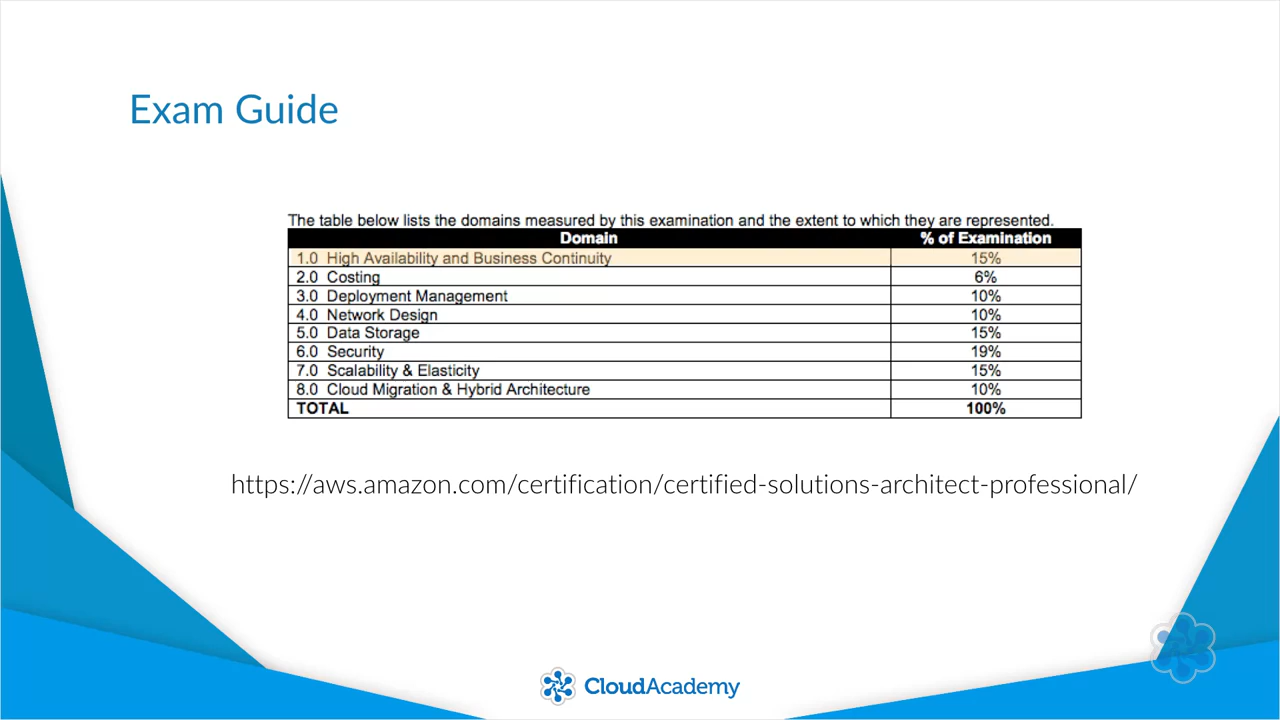 Exam Guide
The table below lists the domains measured by this examination and the extent to which they are represented.
Domain % of Examination
1.0 High Availability and Business Continuity 15%
2.0 Costing 6%
3.0 Deployment Management 10%
4.0 Network Design 10%
5.0 Data Storage 15%
6.0 Security 19%
7.0 Scalability & Elasticity 15%
8.0 Cloud Migration & Hybrid Architecture 10%
TOTAL 100%
https://aws.amazon.com/certification/certified-solutions-architect-professional/
CloudAcademy